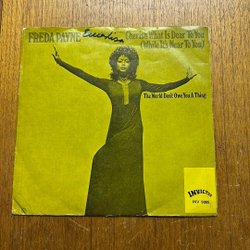 FREDA PAYNE
Cherish What Is Dear To You
(While It's Near To You)
The World Don't Owe You A Thing
INVICTUS